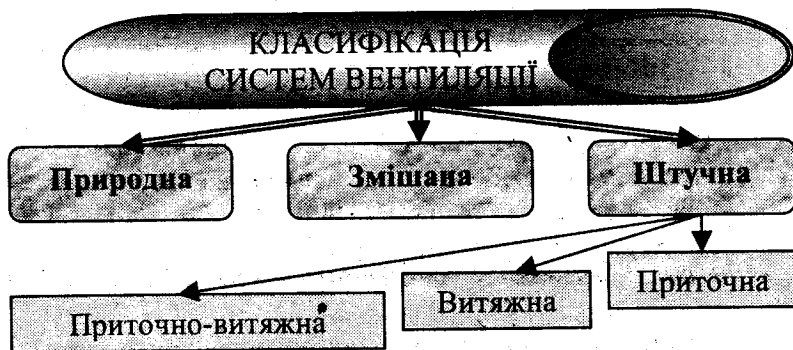 КЛАСИФІКАЦІЯ
СИСТЕМ ВЕНТИЛЯЦІЇ
Природна
Змішана
Штучна
Приточно-витяжна
Витяжна
Приточна